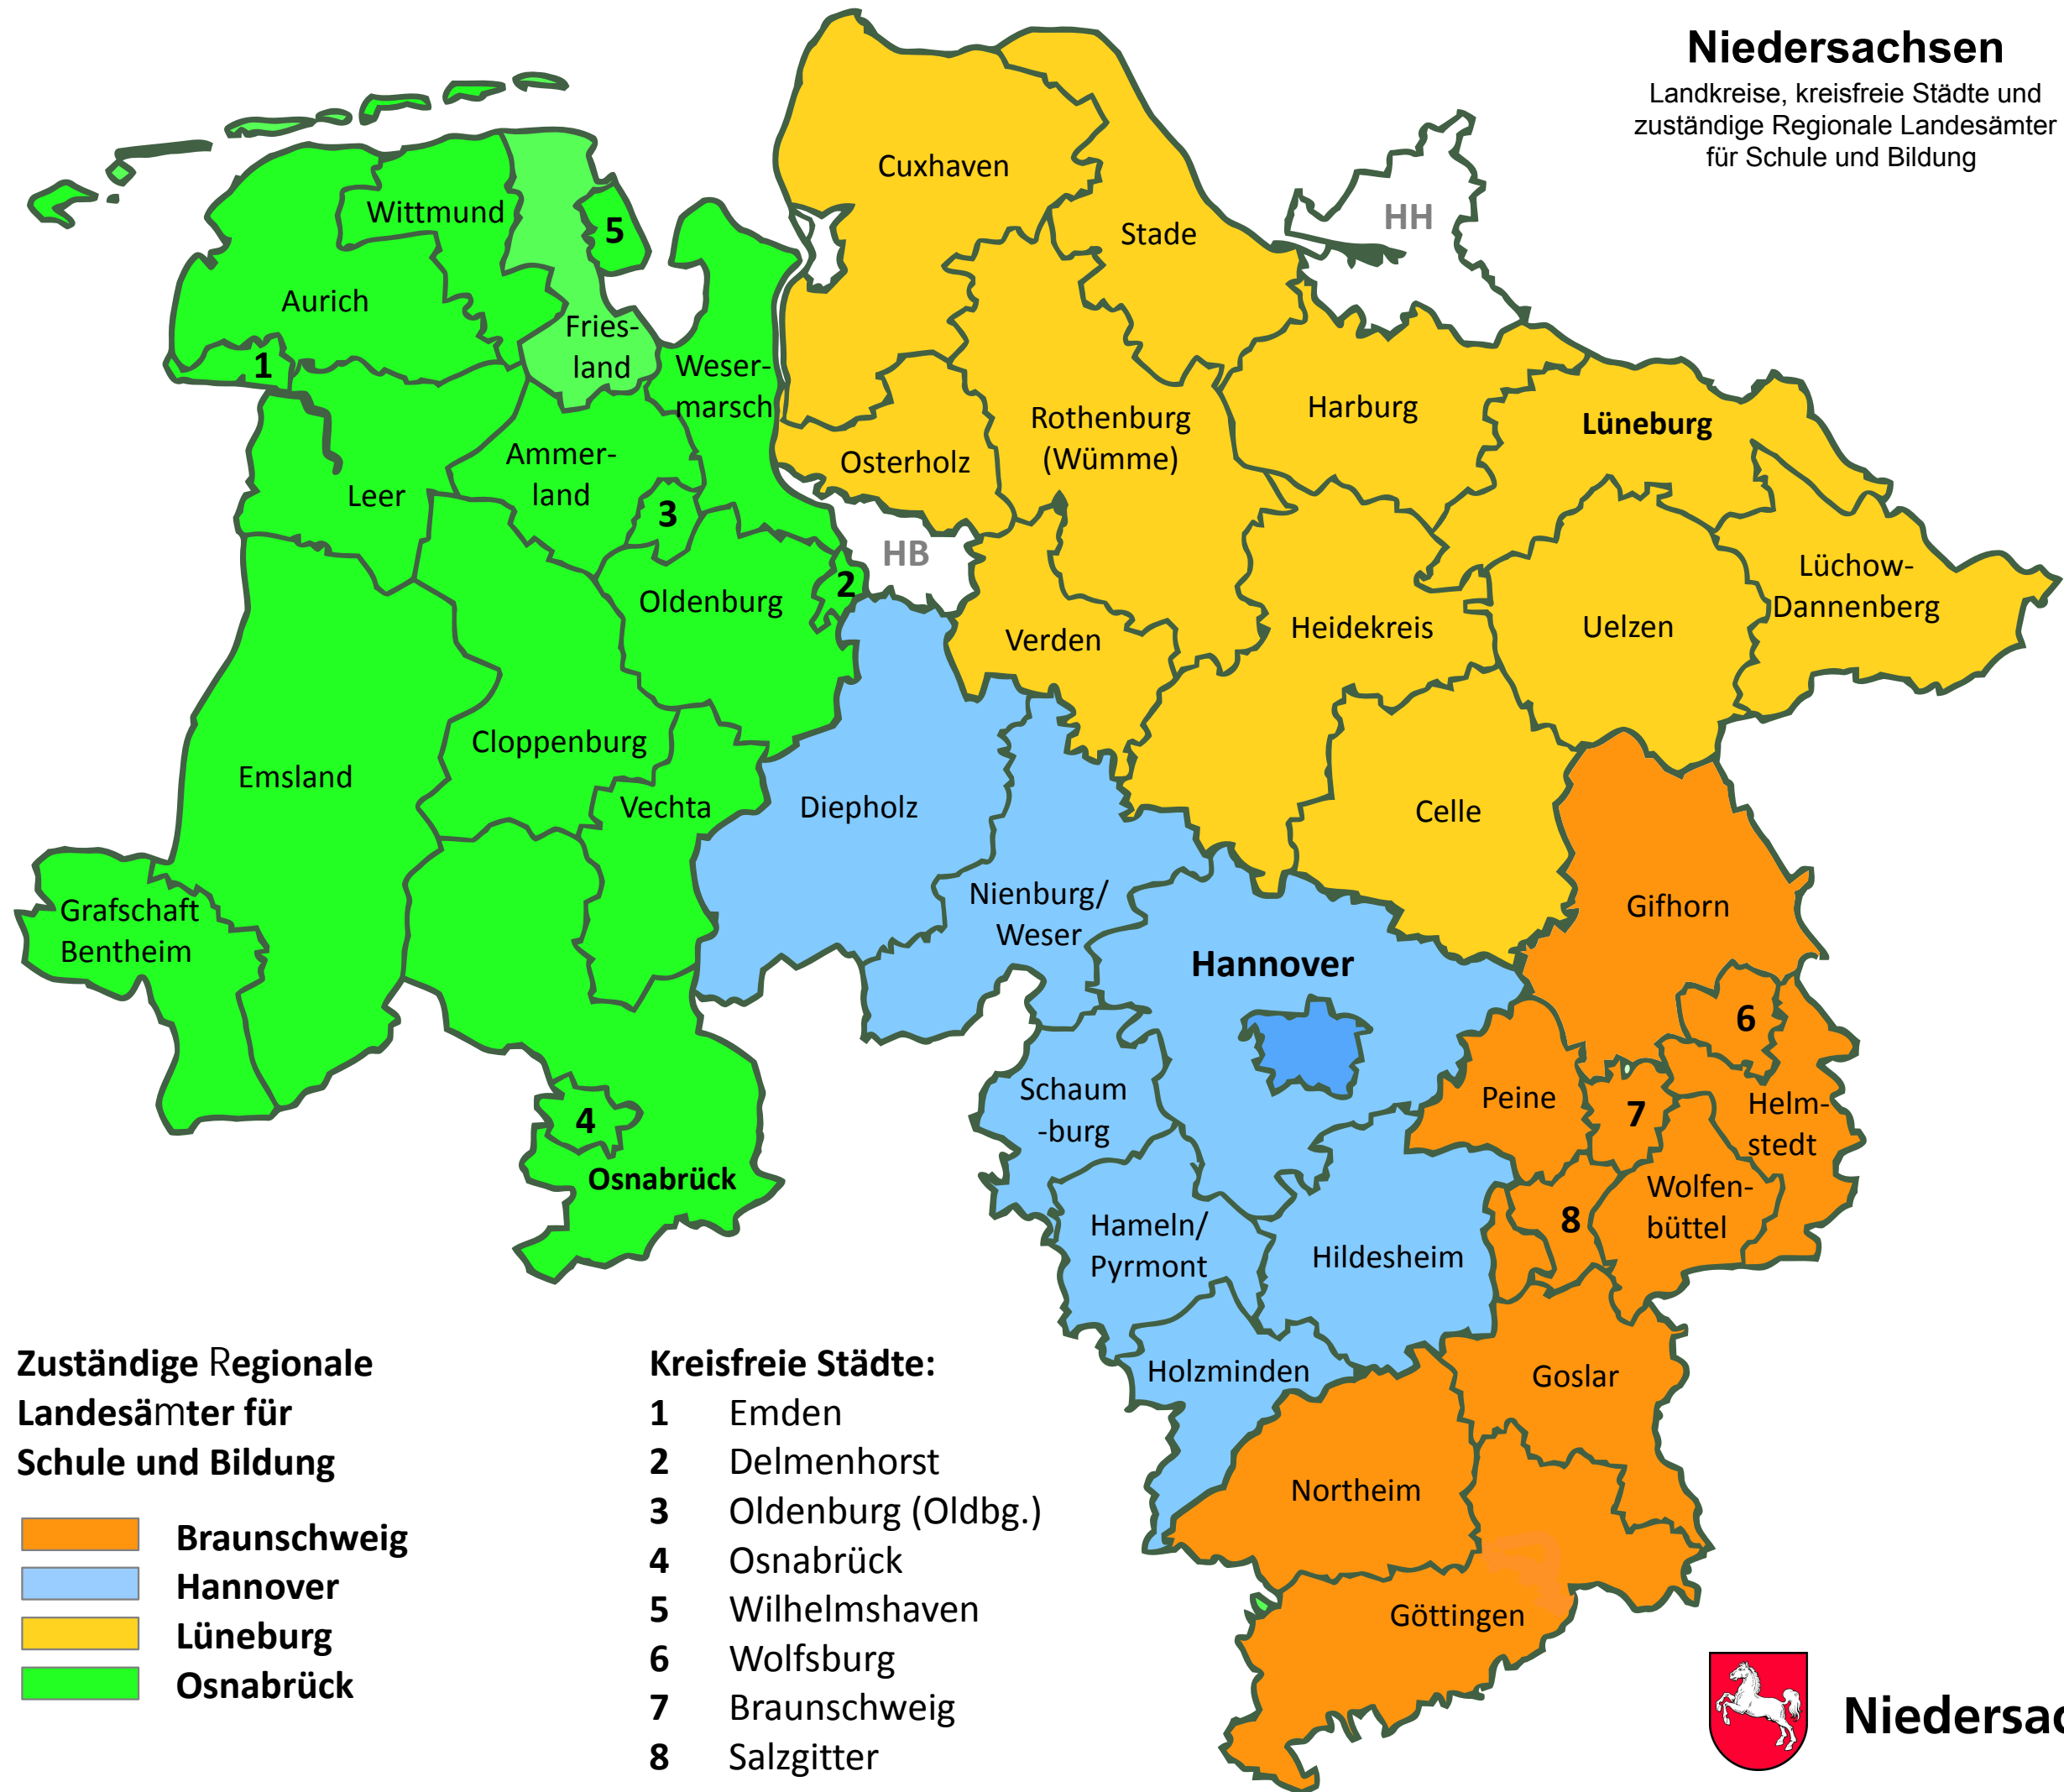 Niedersachsen
Landkreise, kreisfreie Städte und
zuständige Regionale Landesämter
für Schule und Bildung
Cuxhaven
Wittmund
5
HH
Stade
Aurich
Fries-
land
1
Weser-
marsch
Rothenburg
(Wümme)
Harburg
Lüneburg
Ammer-
land
Osterholz
Leer
3
HB
2
Oldenburg
Lüchow-
Dannenberg
Verden
Heidekreis
Uelzen
Cloppenburg
Emsland
Vechta
Diepholz
Celle
Grafschaft
Bentheim
Nienburg/
Weser
Gifhorn
Hannover
6
Schaum
-burg
Peine
7
Helm-
stedt
4
Osnabrück
Wolfen-
büttel
8
Hameln/
Pyrmont
Hildesheim
Holzminden
Goslar
Northeim
Göttingen
Zuständige Regionale
Landesämter für
Schule und Bildung
Braunschweig
Hannover
Lüneburg
Osnabrück
Kreisfreie Städte:
1 Emden
2 Delmenhorst
3 Oldenburg (Oldbg.)
4 Osnabrück
5 Wilhelmshaven
6 Wolfsburg
7 Braunschweig
8 Salzgitter
Niedersac